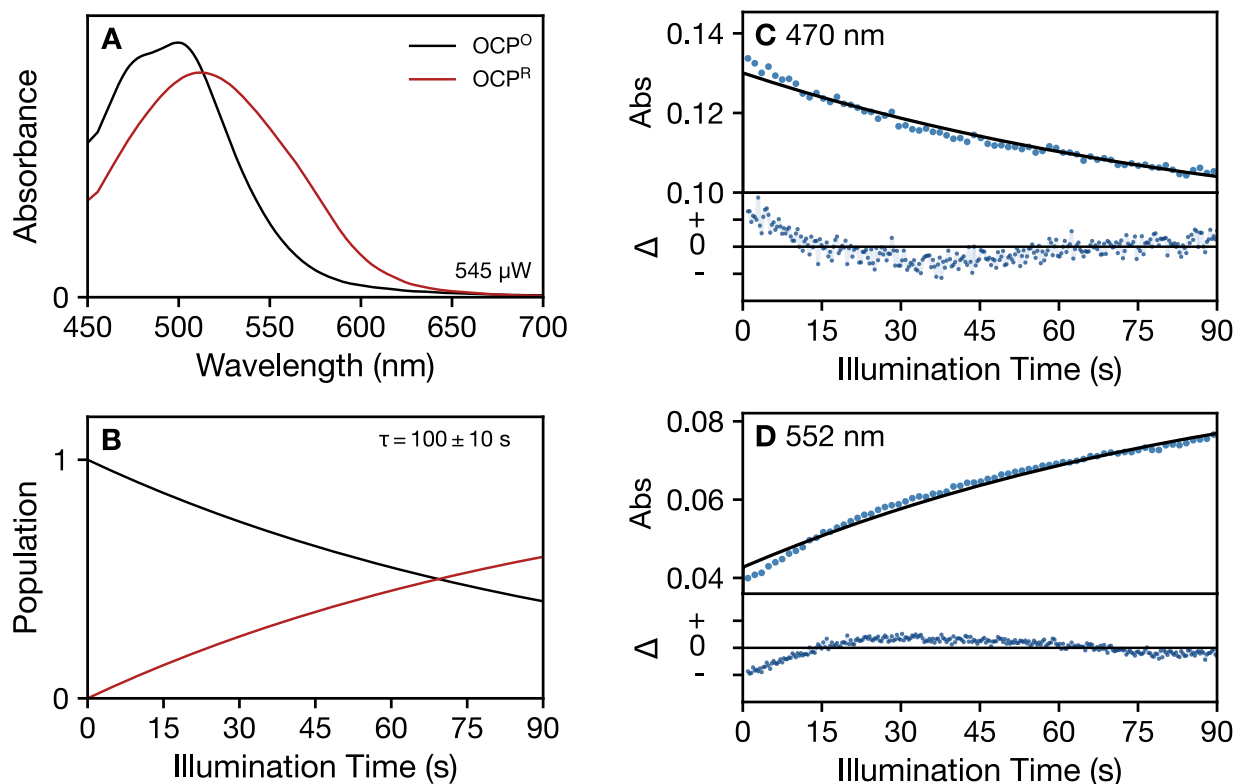 A
OCPᴼ
OCPᴿ
Absorbance
545 µW
0
450 500 550 600 650 700
Wavelength (nm)
B
τ = 100 ± 10 s
1
Population
0
0 15 30 45 60 75 90
Illumination Time (s)
C 470 nm
0.14
0.12
0.10
Abs
+
0
-
Δ
0 15 30 45 60 75 90
Illumination Time (s)
D 552 nm
0.08
0.06
0.04
Abs
+
0
-
Δ
0 15 30 45 60 75 90
Illumination Time (s)